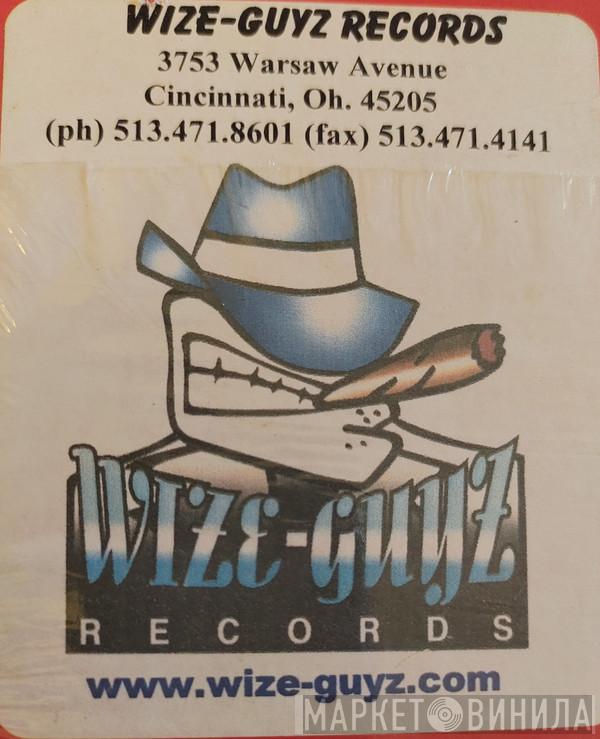 WIZE-GUYZ RECORDS
3753 Warsaw Avenue
Cincinnati, Oh. 45205
(ph) 513.471.8601 (fax) 513.471.4141
WIZE-GUYZ
RECORDS
www.wize-guyz.com
МАРКЕТ ВИНИЛА